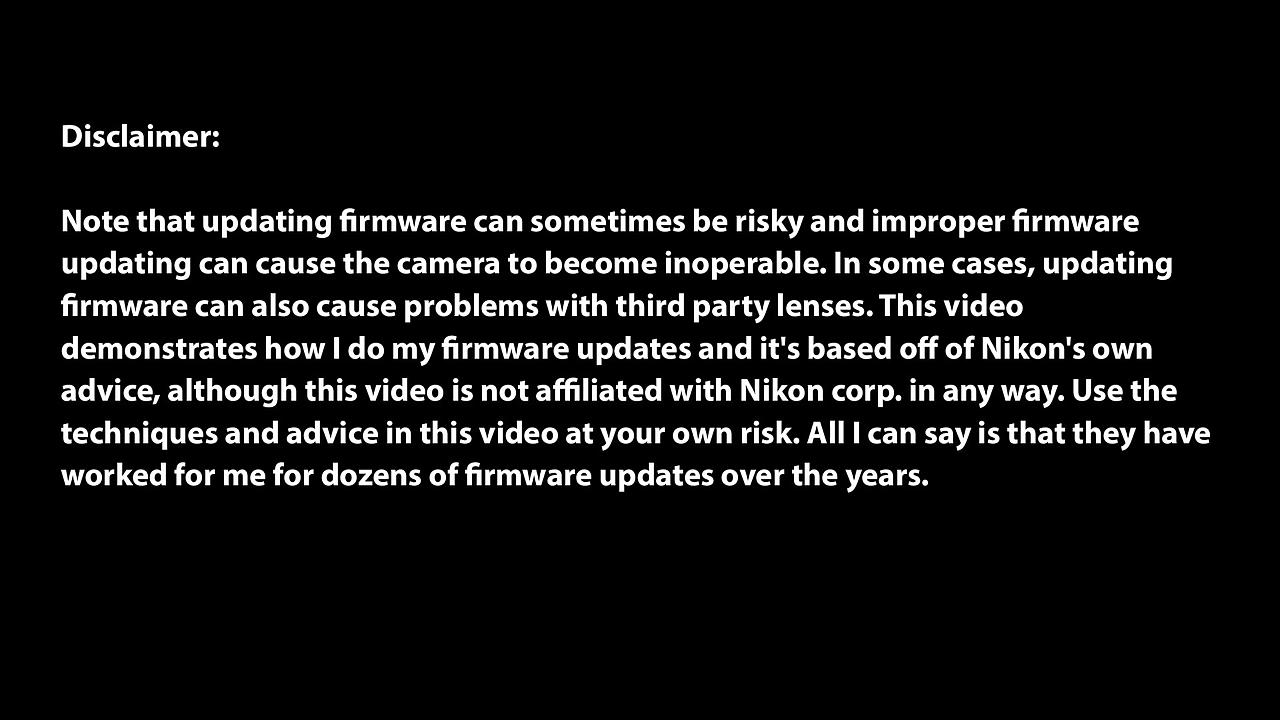 Disclaimer:
Note that updating firmware can sometimes be risky and improper firmware
updating can cause the camera to become inoperable. In some cases, updating
firmware can also cause problems with third party lenses. This video
demonstrates how I do my firmware updates and it's based off of Nikon's own
advice, although this video is not affiliated with Nikon corp. in any way. Use the
techniques and advice in this video at your own risk. All I can say is that they have
worked for me for dozens of firmware updates over the years.